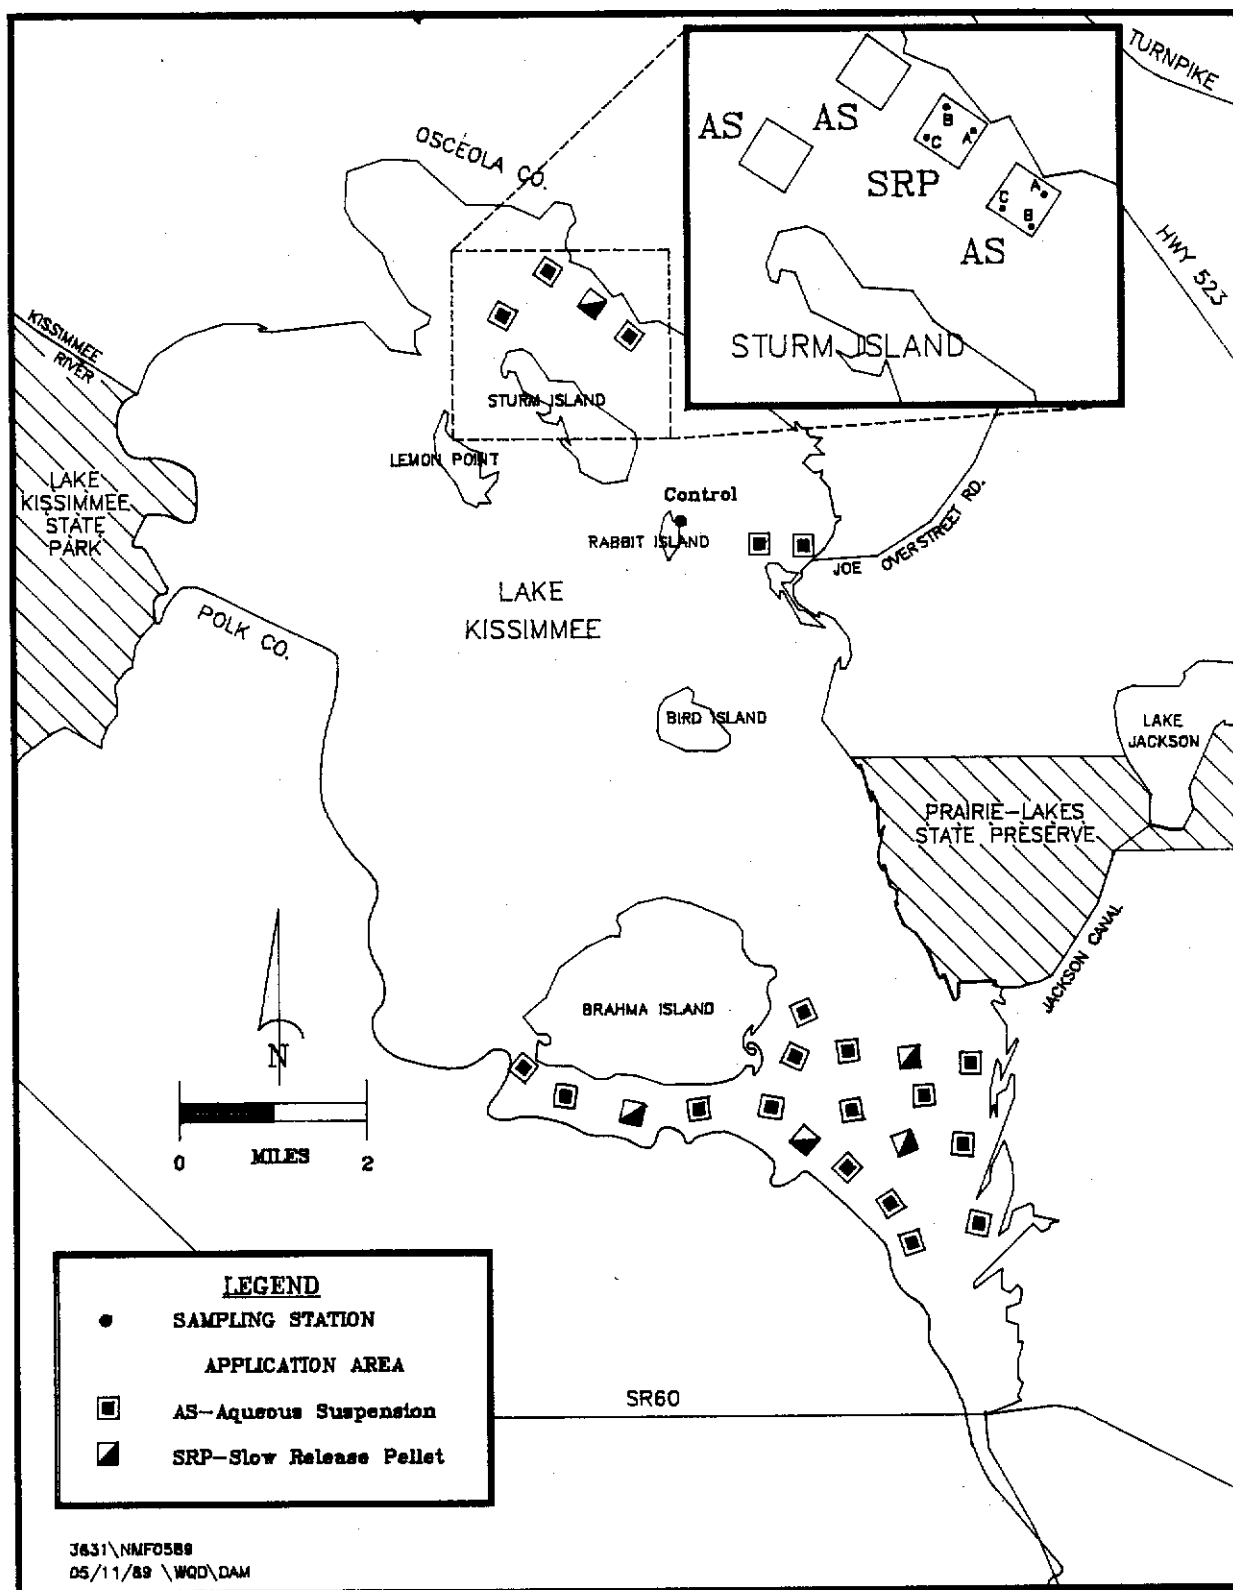 TURNPIKE
OSCEOLA CO.
AS
AS
B
C
A
SRP
A
C
B
AS
HWY 523
STURM ISLAND
KISSIMMEE
RIVER
STURM ISLAND
LEMON POINT
LAKE
KISSIMMEE
STATE
PARK
Control
RABBIT ISLAND
JOE OVERSTREET RD.
LAKE
KISSIMMEE
POLK CO.
BIRD ISLAND
LAKE
JACKSON
PRAIRIE-LAKES
STATE PRESERVE
JACKSON CANAL
BRAHMA ISLAND
N
0 MILES 2
LEGEND
SAMPLING STATION
APPLICATION AREA
AS-Aqueous Suspension
SRP-Slow Release Pellet
SR60
J631\NMF0589
05/11/89 \WQD\DAM